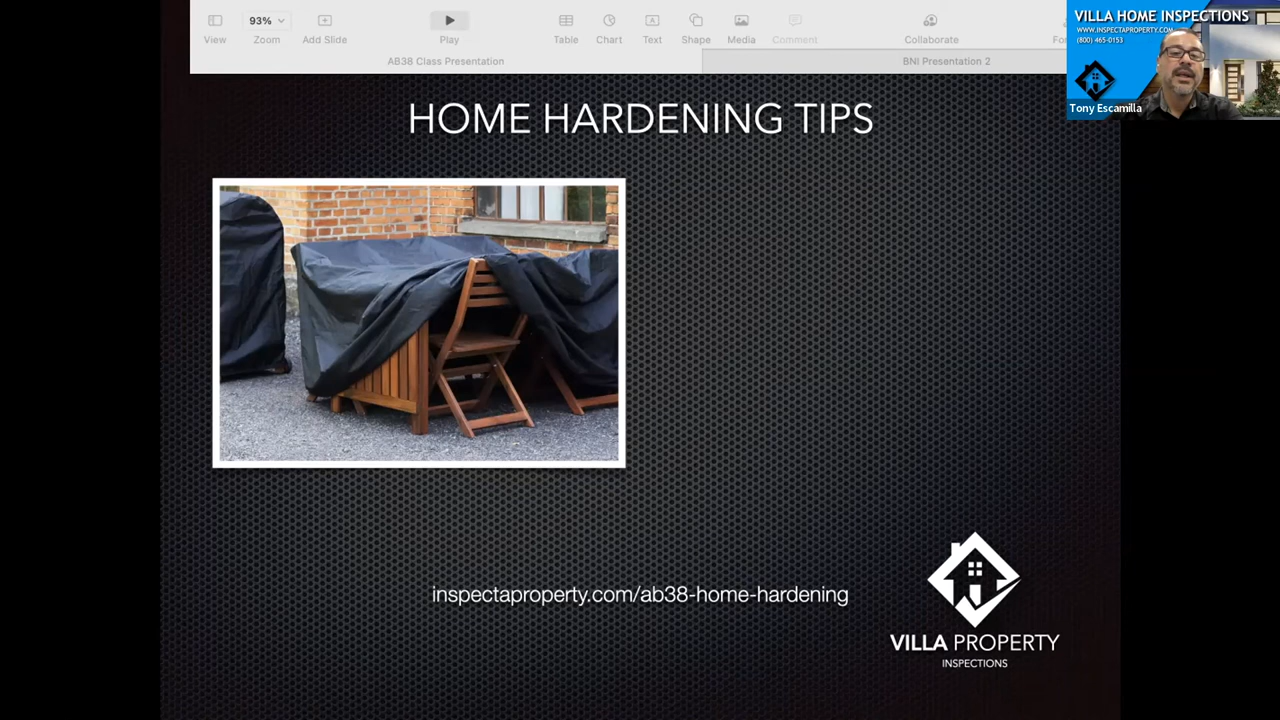 93%
View
Zoom
Add Slide
Play
Table
Chart
Text
Shape
Media
Comment
Collaborate
AB38 Class Presentation
BNI Presentation 2
VILLA HOME INSPECTIONS
WWW.INSPECTAPROPERTY.COM
(800) 465-0153
Tony Escamilla
HOME HARDENING TIPS
inspectaproperty.com/ab38-home-hardening
VILLA PROPERTY
INSPECTIONS